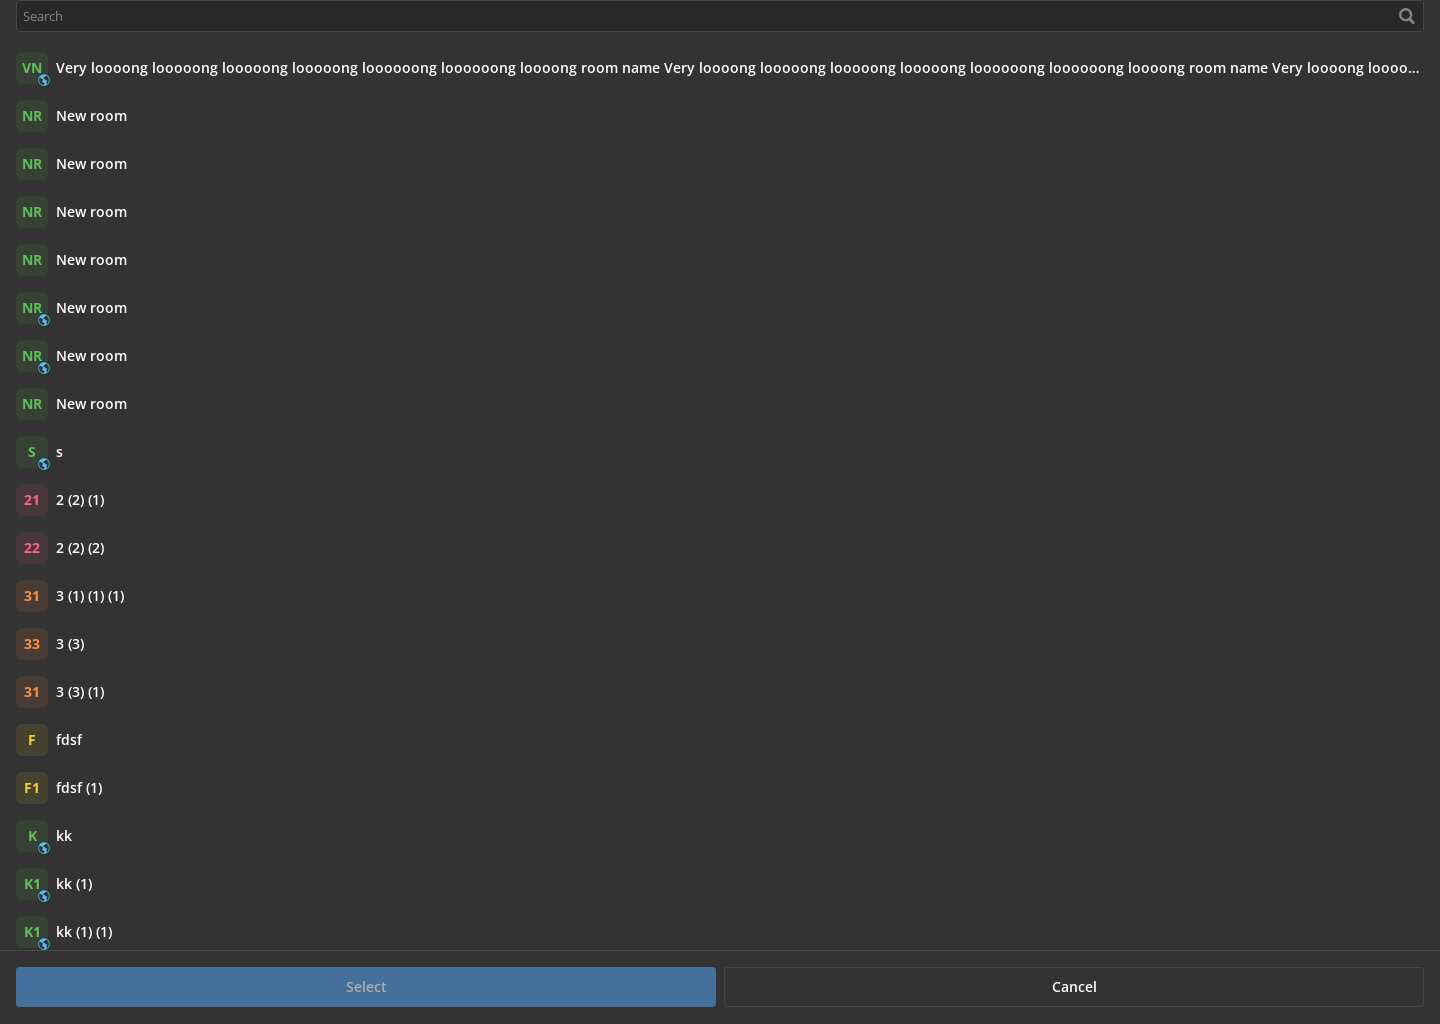 Search
VN Very loooong looooong looooong looooong loooooong loooooong loooong room name Very loooong looooong looooong looooong loooooong loooooong loooong room name Very loooong loooo...
NR New room
NR New room
NR New room
NR New room
NR New room
NR New room
NR New room
S s
21 2 (2) (1)
22 2 (2) (2)
31 3 (1) (1) (1)
33 3 (3)
31 3 (3) (1)
F fdsf
F1 fdsf (1)
K kk
K1 kk (1)
K1 kk (1) (1)
Select Cancel